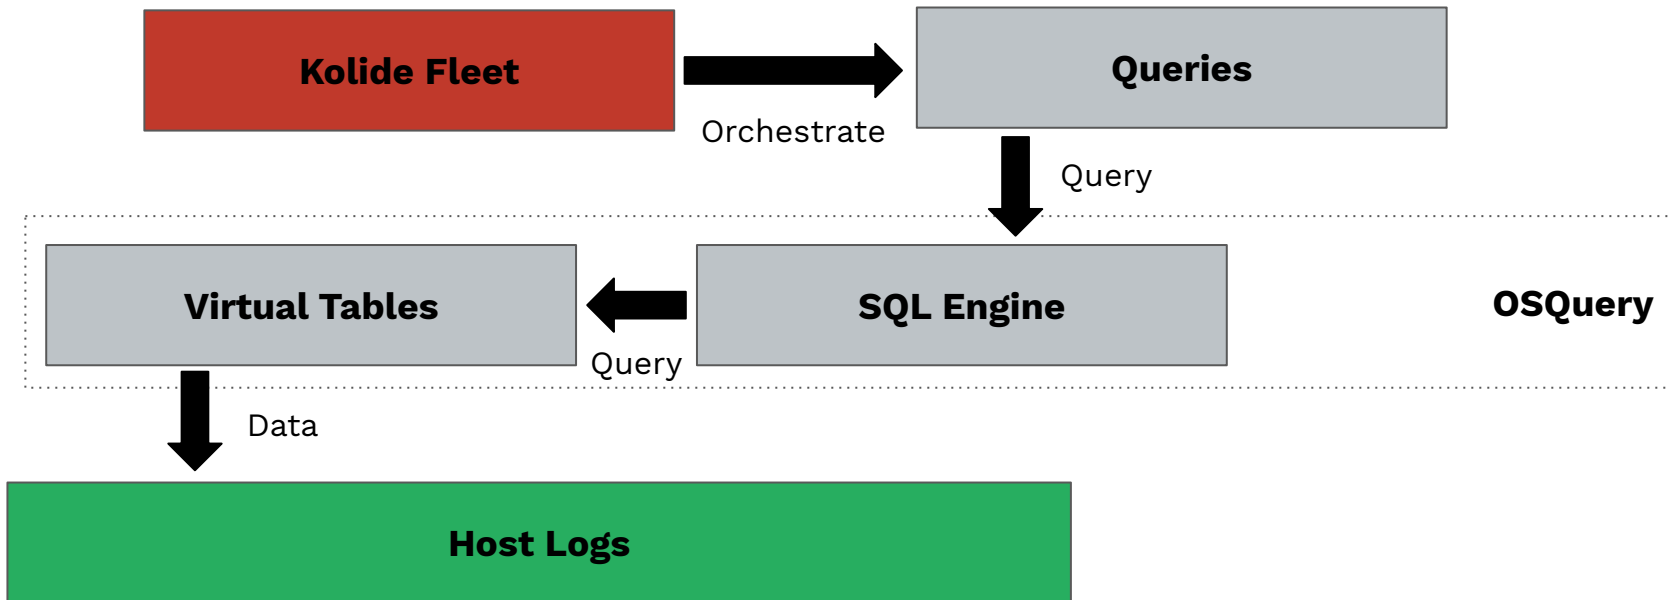 Kolide Fleet
Queries
Orchestrate
Query
Virtual Tables
SQL Engine
OSQuery
Query
Data
Host Logs